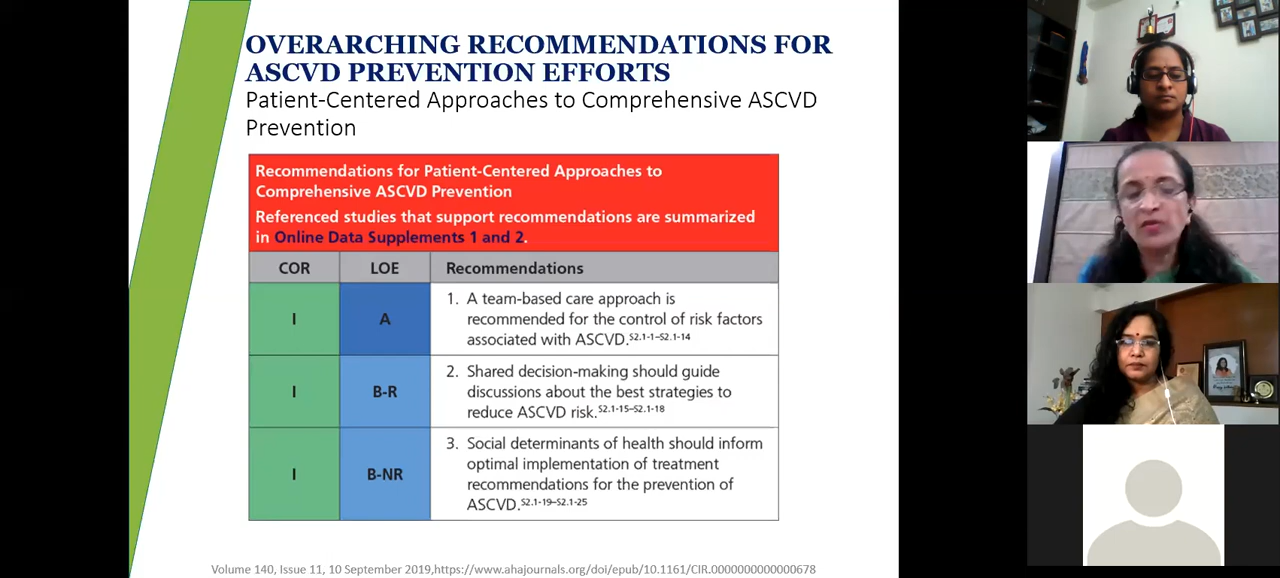 OVERARCHING RECOMMENDATIONS FOR
ASCVD PREVENTION EFFORTS
Patient-Centered Approaches to Comprehensive ASCVD
Prevention
Recommendations for Patient-Centered Approaches to
Comprehensive ASCVD Prevention
Referenced studies that support recommendations are summarized
in Online Data Supplements 1 and 2.
COR LOE Recommendations
I A 1. A team-based care approach is
recommended for the control of risk factors
associated with ASCVD.S2.1-1–S2.1-14
I B-R 2. Shared decision-making should guide
discussions about the best strategies to
reduce ASCVD risk.S2.1-15–S2.1-18
I B-NR 3. Social determinants of health should inform
optimal implementation of treatment
recommendations for the prevention of
ASCVD.S2.1-19–S2.1-25
Volume 140, Issue 11, 10 September 2019,https://www.ahajournals.org/doi/epub/10.1161/CIR.0000000000000678